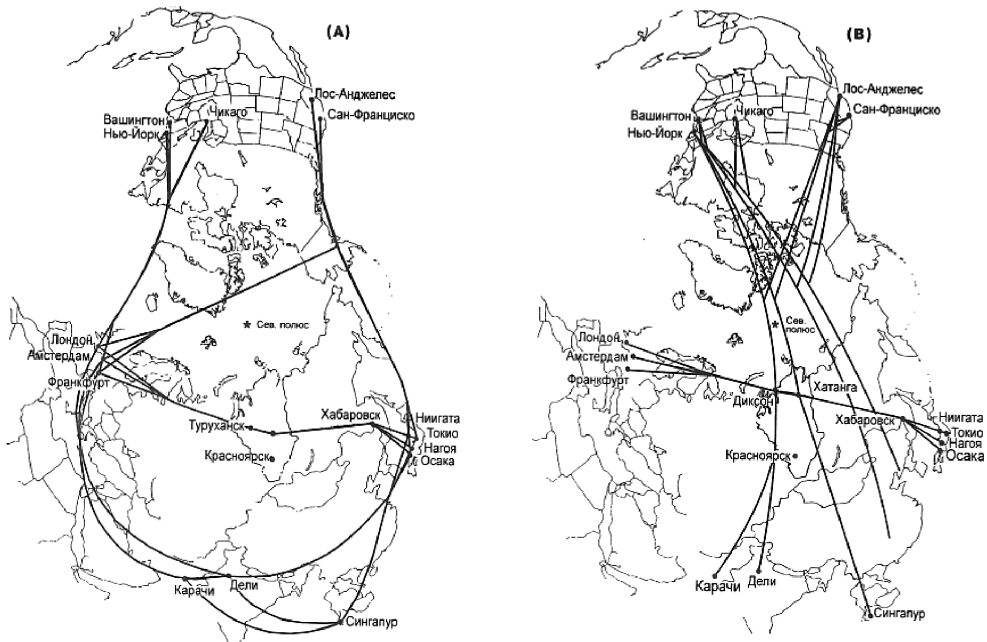 (A)
Лос-Анджелес
Чикаго
Сан-Франциско
Вашингтон
Нью-Йорк
Сев. полюс
Лондон
Амстердам
Франкфурт
Хабаровск
Ниигата
Туруханск
Токио
Нагоя
Красноярск
Осака
Карачи
Дели
Сингапур
(B)
Лос-Анджелес
Чикаго
Сан-Франциско
Вашингтон
Нью-Йорк
Сев.
полюс
Лондон
Амстердам
Франкфурт
Хатанга
Диксон
Хабаровск
Ниигата
Токио
Нагоя
Красноярск
Осака
Карачи
Дели
Сингапур